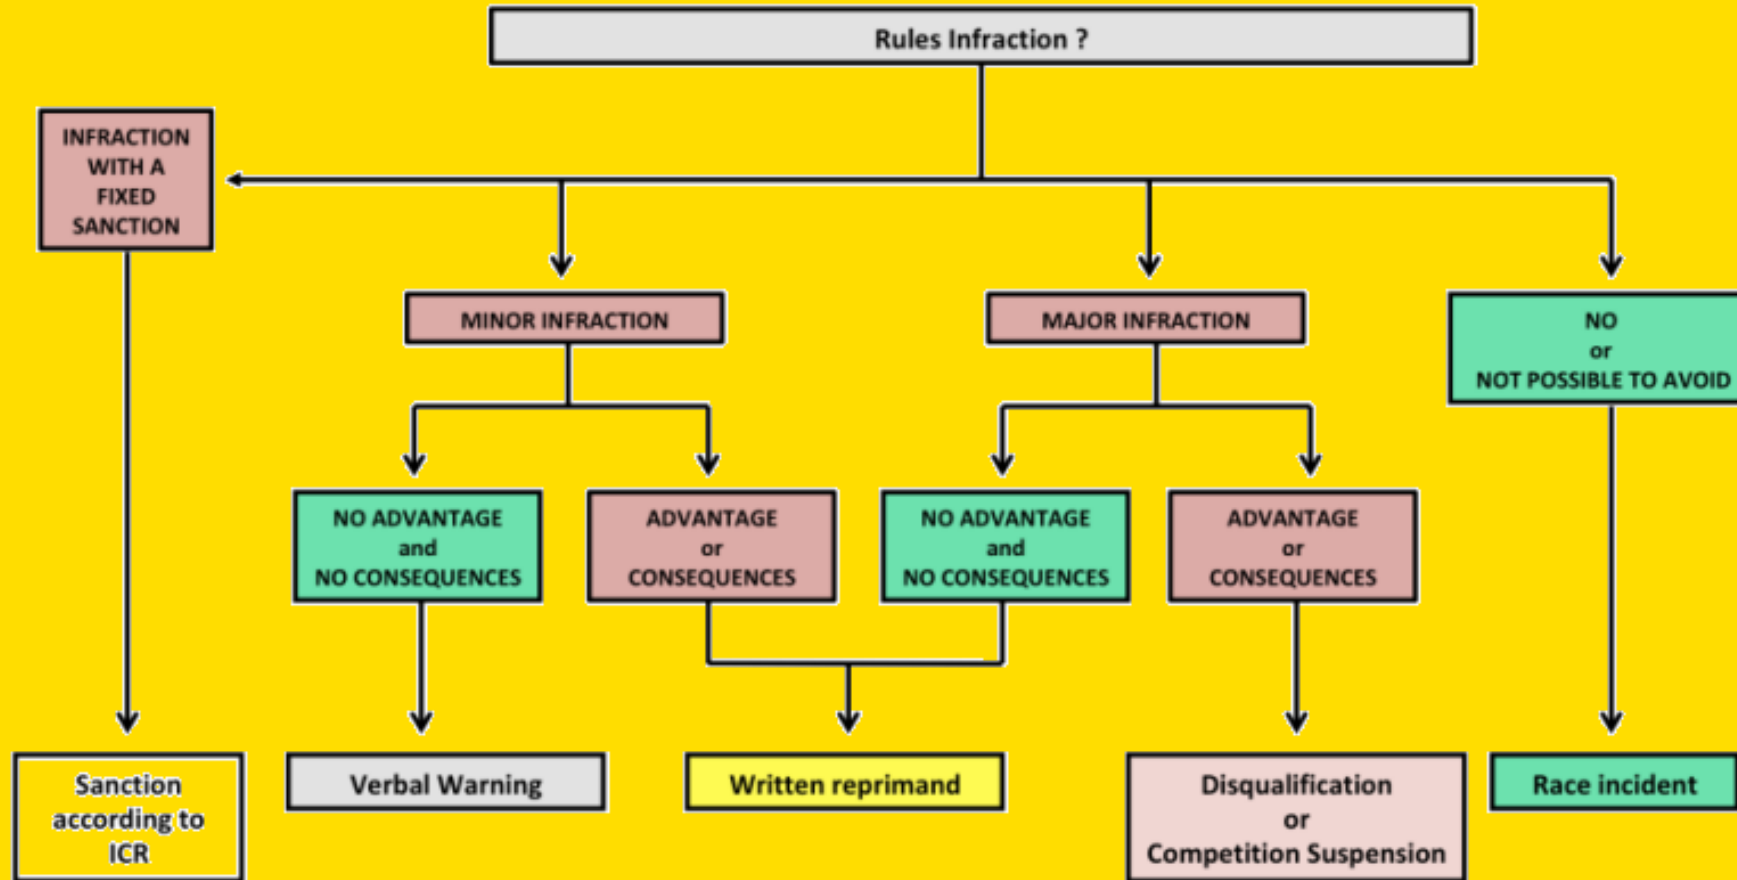 Rules Infraction ?
INFRACTION
WITH A
FIXED
SANCTION
MINOR INFRACTION
MAJOR INFRACTION
NO
or
NOT POSSIBLE TO AVOID
NO ADVANTAGE
and
NO CONSEQUENCES
ADVANTAGE
or
CONSEQUENCES
NO ADVANTAGE
and
NO CONSEQUENCES
ADVANTAGE
or
CONSEQUENCES
Sanction
according to
ICR
Verbal Warning
Written reprimand
Disqualification
or
Competition Suspension
Race incident